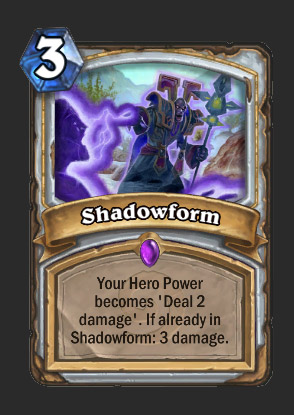 3
Shadowform
Your Hero Power
becomes 'Deal 2
damage'. If already in
Shadowform: 3 damage.